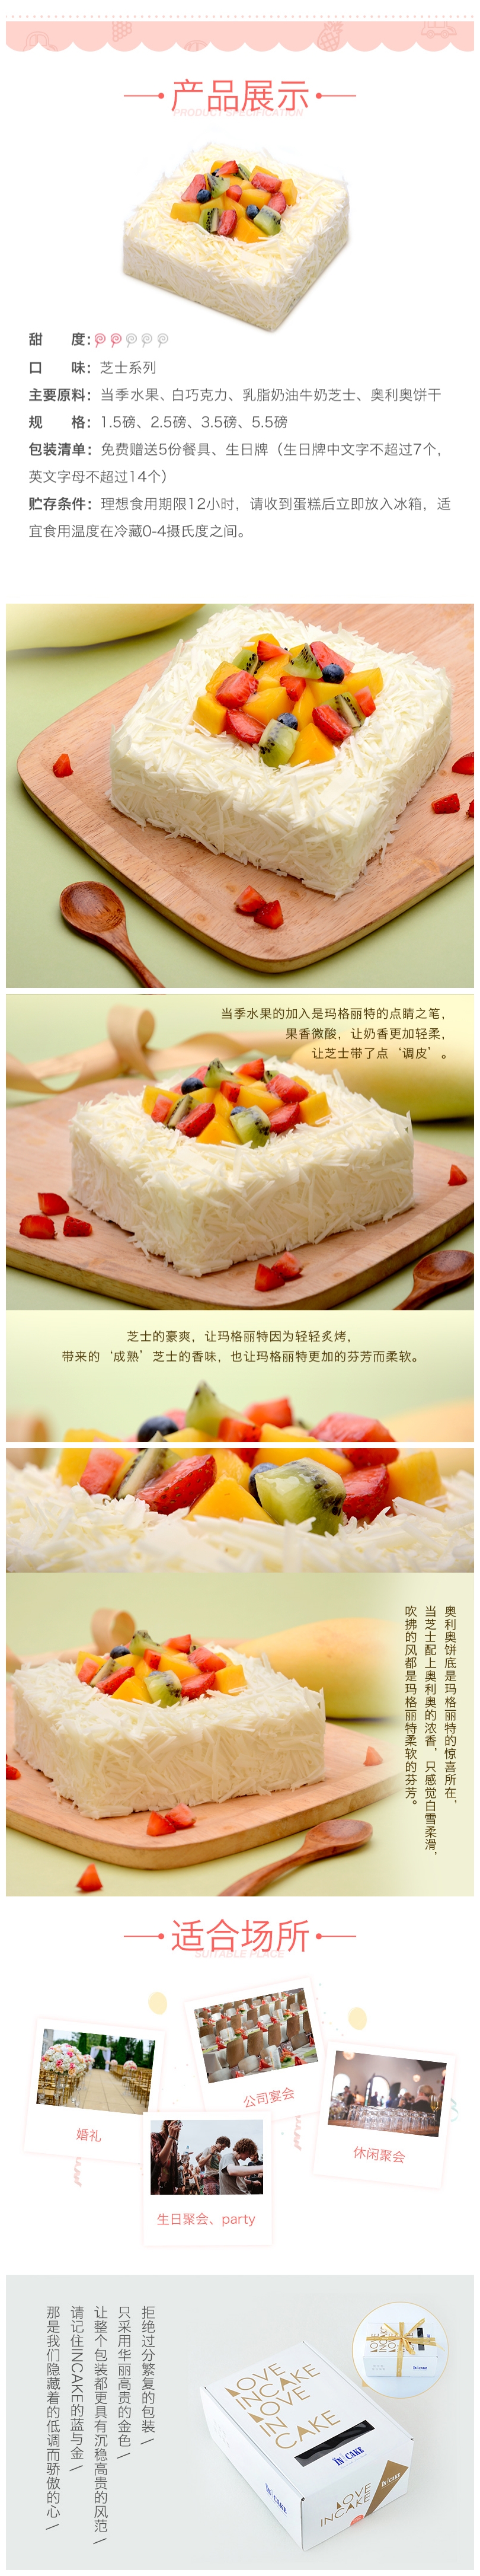 产品展示
PRODUCT SPECIFICATION
甜 度：
口 味：芝士系列
主要原料：当季水果、白巧克力、乳脂奶油牛奶芝士、奥利奥饼干
规 格：1.5磅、2.5磅、3.5磅、5.5磅
包装清单：免费赠送5份餐具、生日牌（生日牌中文字不超过7个，
英文字母不超过14个）
贮存条件：理想食用期限12小时，请收到蛋糕后立即放入冰箱，适
宜食用温度在冷藏0-4摄氏度之间。
当季水果的加入是玛格丽特的点睛之笔，
果香微酸，让奶香更加轻柔，
让芝士带了点‘调皮’。
芝士的豪爽，让玛格丽特因为轻轻炙烤，
带来的‘成熟’芝士的香味，也让玛格丽特更加的芬芳而柔软。
奥利奥饼底是玛格丽特的惊喜所在，
当芝士配上奥利奥的浓香，只感觉白雪柔滑，
吹拂的风都是玛格丽特柔软的芬芳。
适合场所
SUITABLE PLACE
婚礼
公司宴会
休闲聚会
生日聚会、party
拒绝过分繁复的包装/
只采用华丽高贵的金色/
让整个包装都更具有沉稳高贵的风范/
请记住INCAKE的蓝与金/
那是我们隐藏着的低调而骄傲的心/
LOVE
INCAKE
LOVE
IN
CAKE
INCAKE
INCAKE
LOVE
INCAKE
INCAKE